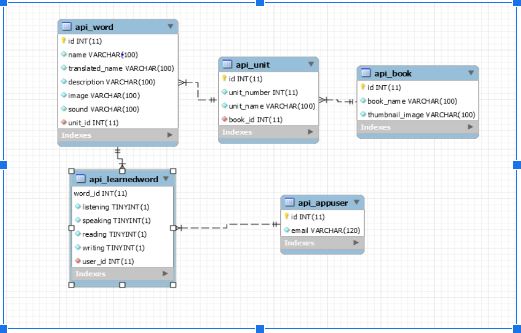 api_word
id INT(11)
name VARCHAR(100)
translated_name VARCHAR(100)
description VARCHAR(100)
image VARCHAR(100)
sound VARCHAR(100)
unit_id INT(11)
Indexes
api_unit
id INT(11)
unit_number INT(11)
unit_name VARCHAR(100)
book_id INT(11)
Indexes
api_book
id INT(11)
book_name VARCHAR(100)
thumbnail_image VARCHAR(100)
Indexes
api_learnedword
word_id INT(11)
listening TINYINT(1)
speaking TINYINT(1)
reading TINYINT(1)
writing TINYINT(1)
user_id INT(11)
Indexes
api_appuser
id INT(11)
email VARCHAR(120)
Indexes